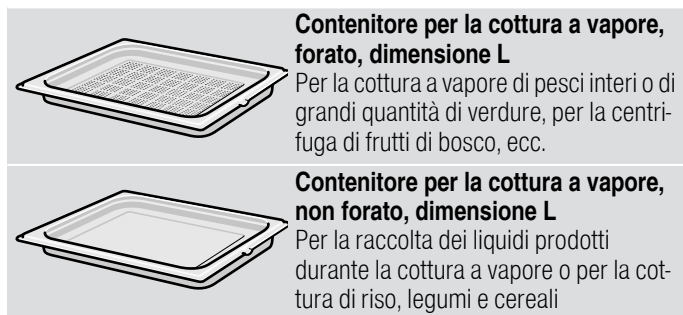 Contenitore per la cottura a vapore,
forato, dimensione L
Per la cottura a vapore di pesci interi o di
grandi quantità di verdure, per la centri-
fuga di frutti di bosco, ecc.
Contenitore per la cottura a vapore,
non forato, dimensione L
Per la raccolta dei liquidi prodotti
durante la cottura a vapore o per la cot-
tura di riso, legumi e cereali